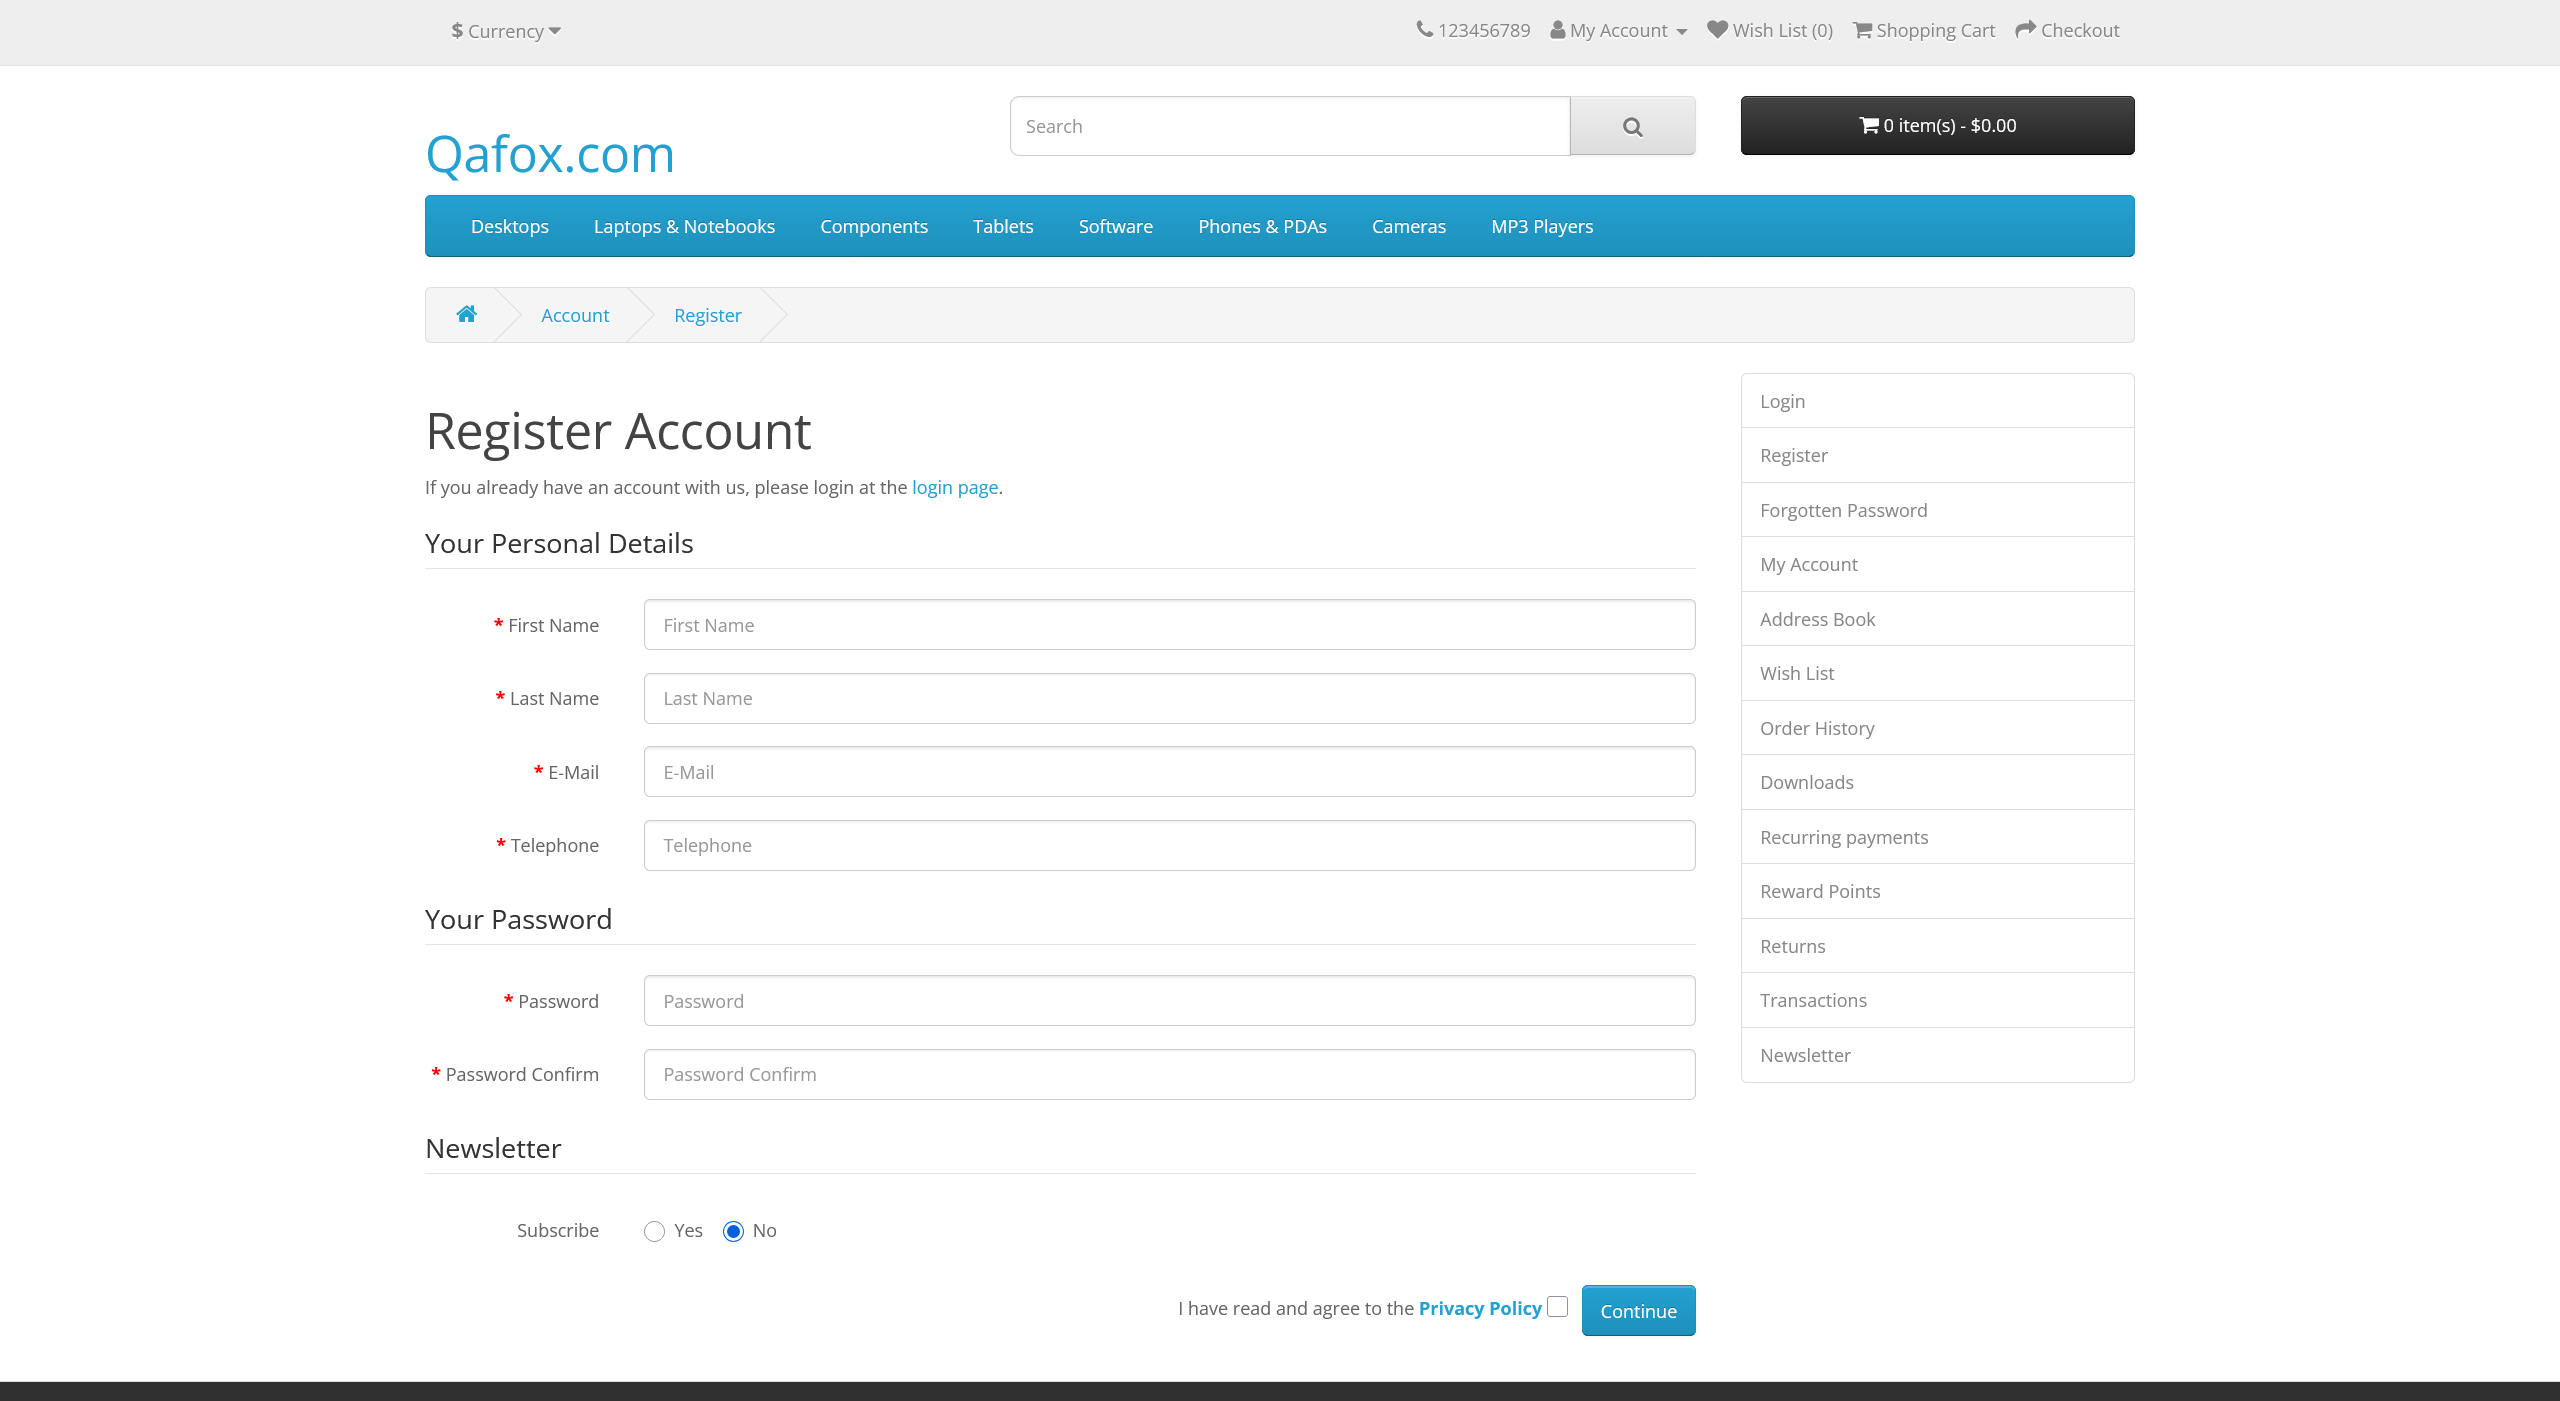 $ Currency
123456789 My Account Wish List (0) Shopping Cart Checkout
Search
0 item(s) - $0.00
Qafox.com
Desktops Laptops & Notebooks Components Tablets Software Phones & PDAs Cameras MP3 Players
Account Register
Register Account
If you already have an account with us, please login at the login page.
Your Personal Details
* First Name First Name
* Last Name Last Name
* E-Mail E-Mail
* Telephone Telephone
Your Password
* Password Password
* Password Confirm Password Confirm
Newsletter
Subscribe Yes No
I have read and agree to the Privacy Policy Continue
Login
Register
Forgotten Password
My Account
Address Book
Wish List
Order History
Downloads
Recurring payments
Reward Points
Returns
Transactions
Newsletter